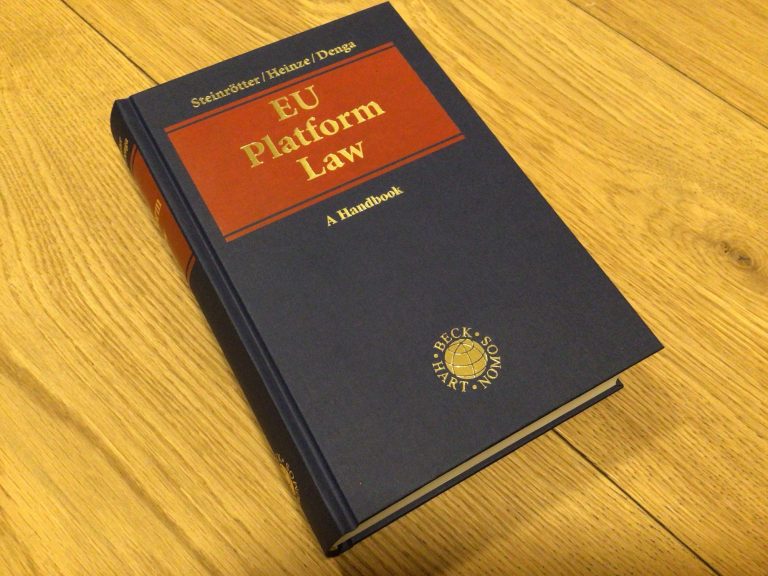 Steinrötter/Heinze/Denga
EU
Platform
Law
A Handbook
BECK · HART · NOMOS